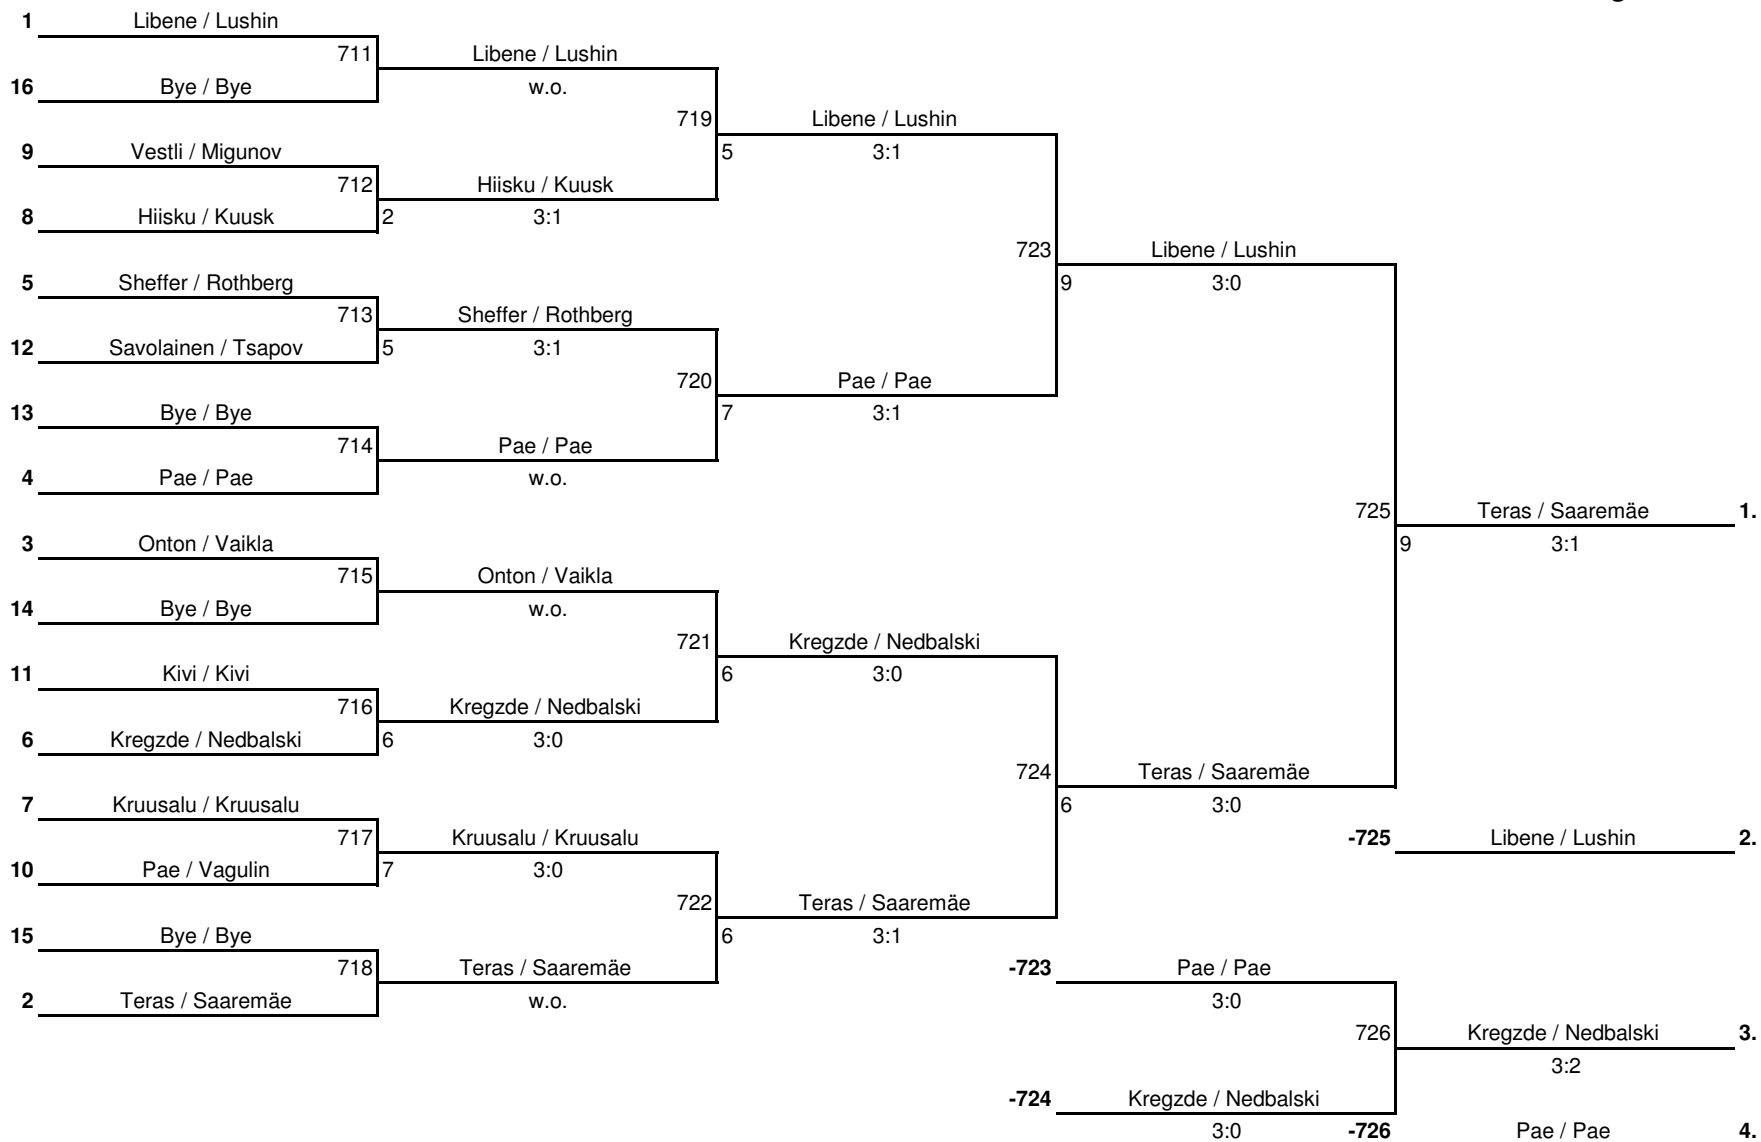 g
1 Libene / Lushin
711 Libene / Lushin
16 Bye / Bye w.o.
719 Libene / Lushin
9 Vestli / Migunov 5 3:1
712 Hiisku / Kuusk
8 Hiisku / Kuusk 2 3:1
723 Libene / Lushin
5 Sheffer / Rothberg 9 3:0
713 Sheffer / Rothberg
12 Savolainen / Tsapov 5 3:1
720 Pae / Pae
13 Bye / Bye 7 3:1
714 Pae / Pae
4 Pae / Pae w.o.
725 Teras / Saaremäe 1.
3 Onton / Vaikla 9 3:1
715 Onton / Vaikla
14 Bye / Bye w.o.
721 Kregzde / Nedbalski
11 Kivi / Kivi 6 3:0
716 Kregzde / Nedbalski
6 Kregzde / Nedbalski 6 3:0
724 Teras / Saaremäe
7 Kruusalu / Kruusalu 6 3:0
717 Kruusalu / Kruusalu -725 Libene / Lushin 2.
10 Pae / Vagulin 7 3:0
722 Teras / Saaremäe
15 Bye / Bye 6 3:1
718 Teras / Saaremäe -723 Pae / Pae
2 Teras / Saaremäe w.o. 3:0
726 Kregzde / Nedbalski 3.
3:2
-724 Kregzde / Nedbalski
3:0 -726 Pae / Pae 4.